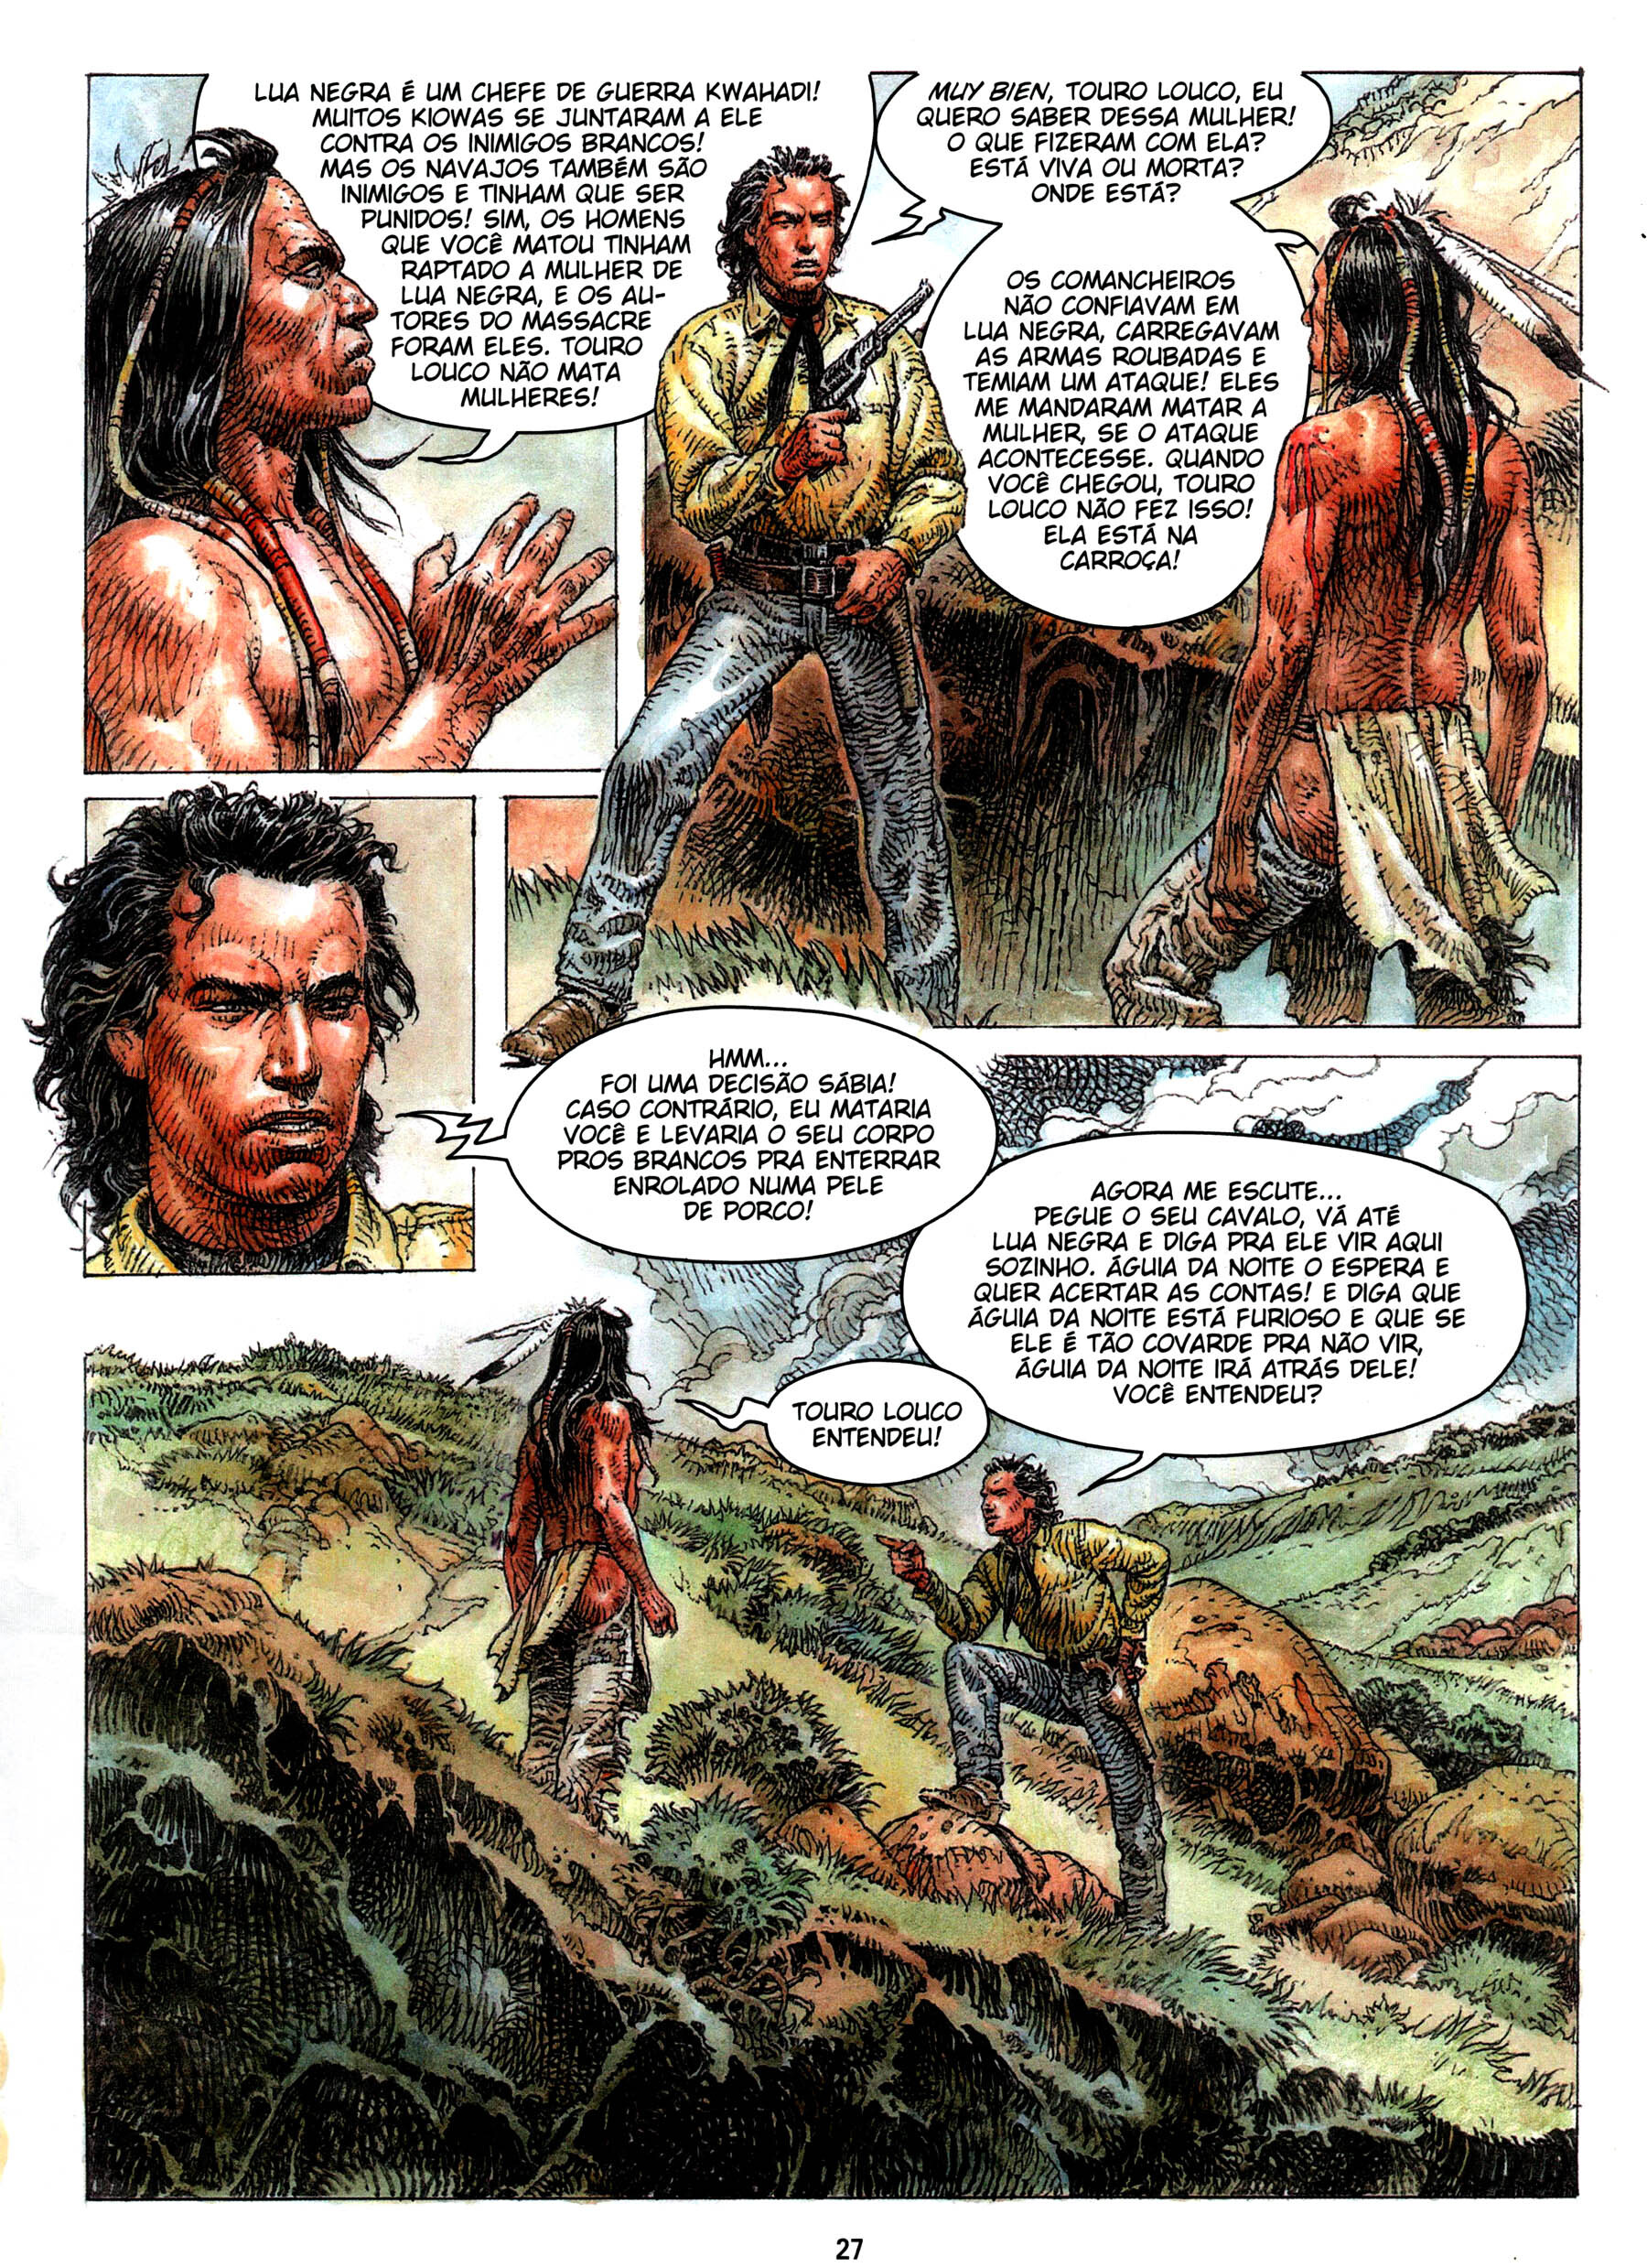 LUA NEGRA É UM CHEFE DE GUERRA KWAHADI!
MUITOS KIOWAS SE JUNTARAM A ELE
CONTRA OS INIMIGOS BRANCOS!
MAS OS NAVAJOS TAMBÉM SÃO
INIMIGOS E TINHAM QUE SER
PUNIDOS! SIM, OS HOMENS
QUE VOCÊ MATOU TINHAM
RAPTADO A MULHER DE
LUA NEGRA, E OS AU-
TORES DO MASSACRE
FORAM ELES. TOURO
LOUCO NÃO MATA
MULHERES!
MUY BIEN, TOURO LOUCO, EU
QUERO SABER DESSA MULHER!
O QUE FIZERAM COM ELA?
ESTÁ VIVA OU MORTA?
ONDE ESTÁ?
OS COMANCHEIROS
NÃO CONFIAVAM EM
LUA NEGRA, CARREGAVAM
AS ARMAS ROUBADAS E
TEMIAM UM ATAQUE! ELES
ME MANDARAM MATAR A
MULHER, SE O ATAQUE
ACONTECESSE. QUANDO
VOCÊ CHEGOU, TOURO
LOUCO NÃO FEZ ISSO!
ELA ESTÁ NA
CARROÇA!
HMM...
FOI UMA DECISÃO SÁBIA!
CASO CONTRÁRIO, EU MATARIA
VOCÊ E LEVARIA O SEU CORPO
PROS BRANCOS PRA ENTERRAR
ENROLADO NUMA PELE
DE PORCO!
AGORA ME ESCUTE...
PEGUE O SEU CAVALO, VÁ ATÉ
LUA NEGRA E DIGA PRA ELE VIR AQUI
SOZINHO. ÁGUIA DA NOITE O ESPERA E
QUER ACERTAR AS CONTAS! E DIGA QUE
ÁGUIA DA NOITE ESTÁ FURIOSO E QUE SE
ELE É TÃO COVARDE PRA NÃO VIR,
ÁGUIA DA NOITE IRÁ ATRÁS DELE!
VOCÊ ENTENDEU?
TOURO LOUCO
ENTENDEU!
27